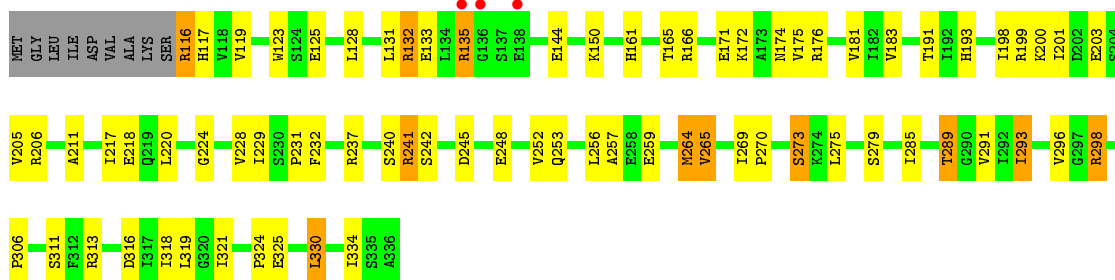 MET GLY LEU ILE ASP VAL ALA LYS SER R116 H117 V118 V119 W123 S124 E125 L128 L131 R132 E133 L134 R135 G136 S137 E138 E144 K150 H161 T165 R166 E171 K172 A173 N174 V175 R176 V181 I182 V183 T191 I192 H193 I198 R199 K200 I201 D202 E203 S204
V205 R206 A211 I217 E218 Q219 L220 G224 V228 I229 S230 P231 F232 R237 S240 R241 S242 D245 E248 V252 Q253 L256 A257 E258 E259 M264 V265 I269 P270 S273 K274 L275 S279 I285 T289 G290 V291 I292 I293 V296 G297 R298
P306 S311 F312 R313 D316 I317 I318 L319 G320 I321 P324 E325 L330 I334 S335 A336